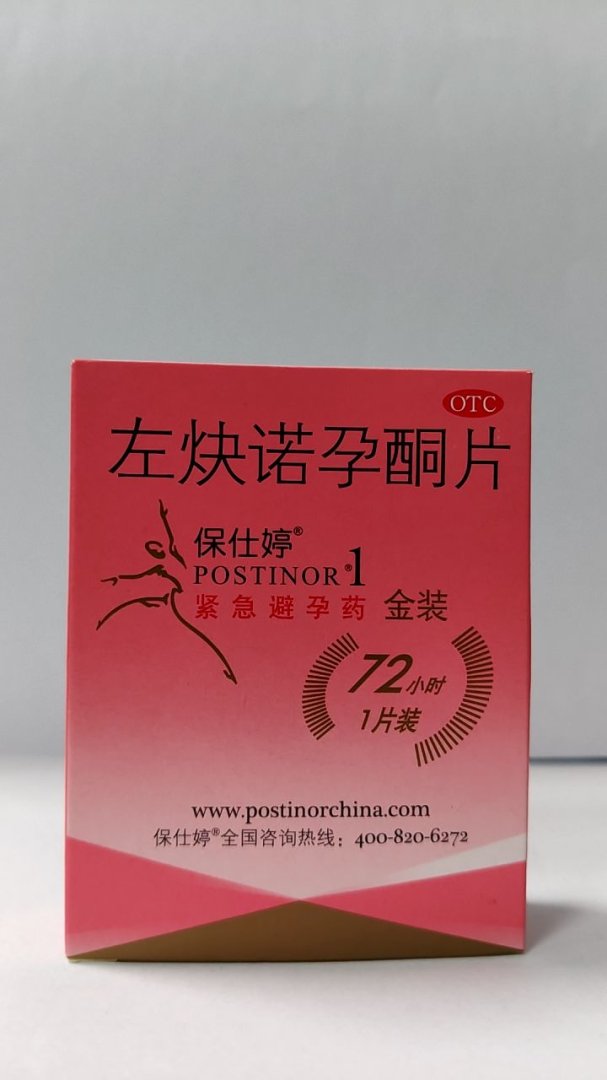 OTC
左炔诺孕酮片
保仕婷®
POSTINOR®1
紧急避孕药 金装
72小时
1片装
www.postinorchina.com
保仕婷®全国咨询热线：400-820-6272